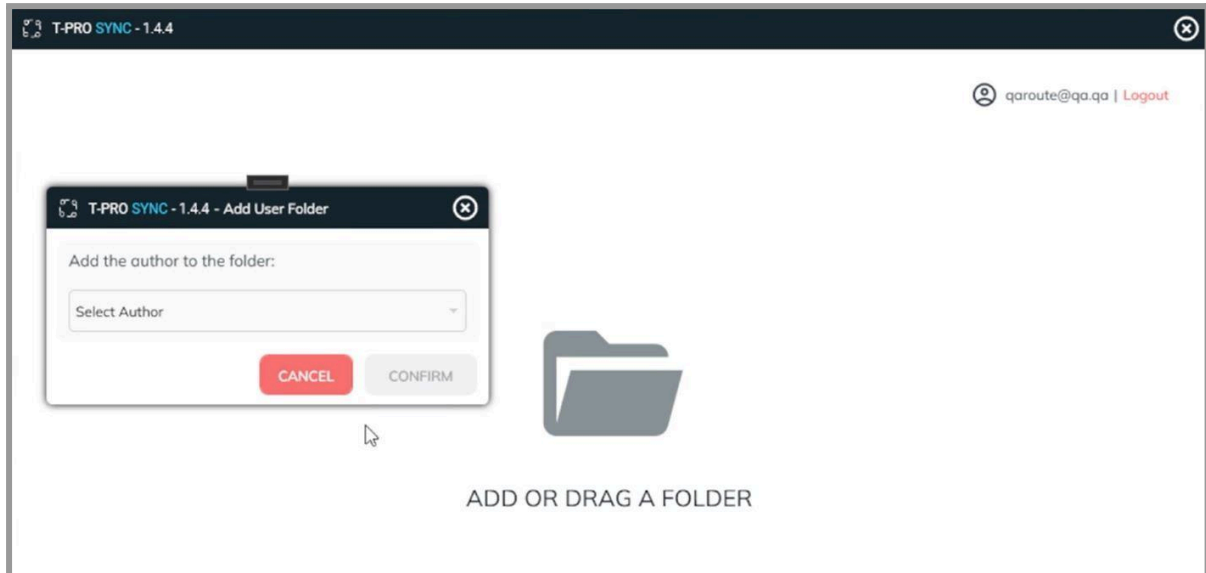 T-PRO SYNC - 1.4.4
qaroute@qa.qa | Logout
T-PRO SYNC - 1.4.4 - Add User Folder
Add the author to the folder:
Select Author
CANCEL
CONFIRM
ADD OR DRAG A FOLDER